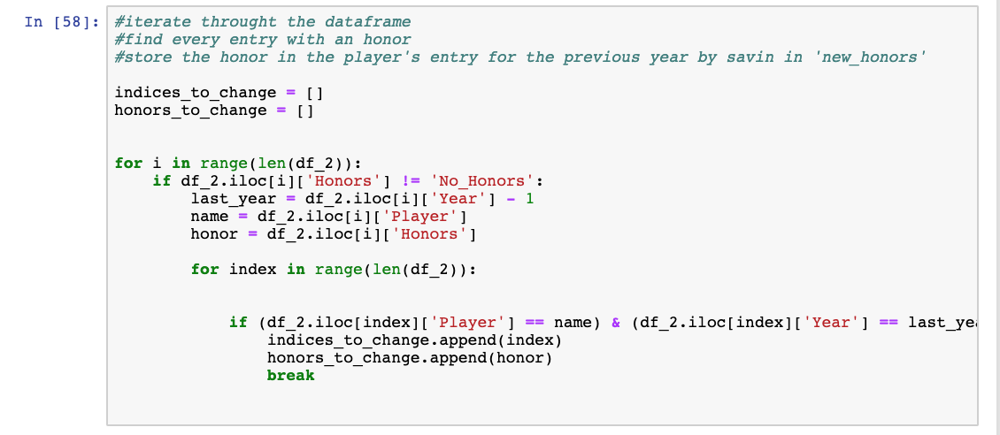 In [58]:
#iterate throught the dataframe
#find every entry with an honor
#store the honor in the player's entry for the previous year by savin in 'new_honors'
indices_to_change = []
honors_to_change = []
for i in range(len(df_2)):
    if df_2.iloc[i]['Honors'] != 'No_Honors':
        last_year = df_2.iloc[i]['Year'] - 1
        name = df_2.iloc[i]['Player']
        honor = df_2.iloc[i]['Honors']
        for index in range(len(df_2)):
            if (df_2.iloc[index]['Player'] == name) & (df_2.iloc[index]['Year'] == 
                indices_to_change.append(index)
                honors_to_change.append(honor)
                break